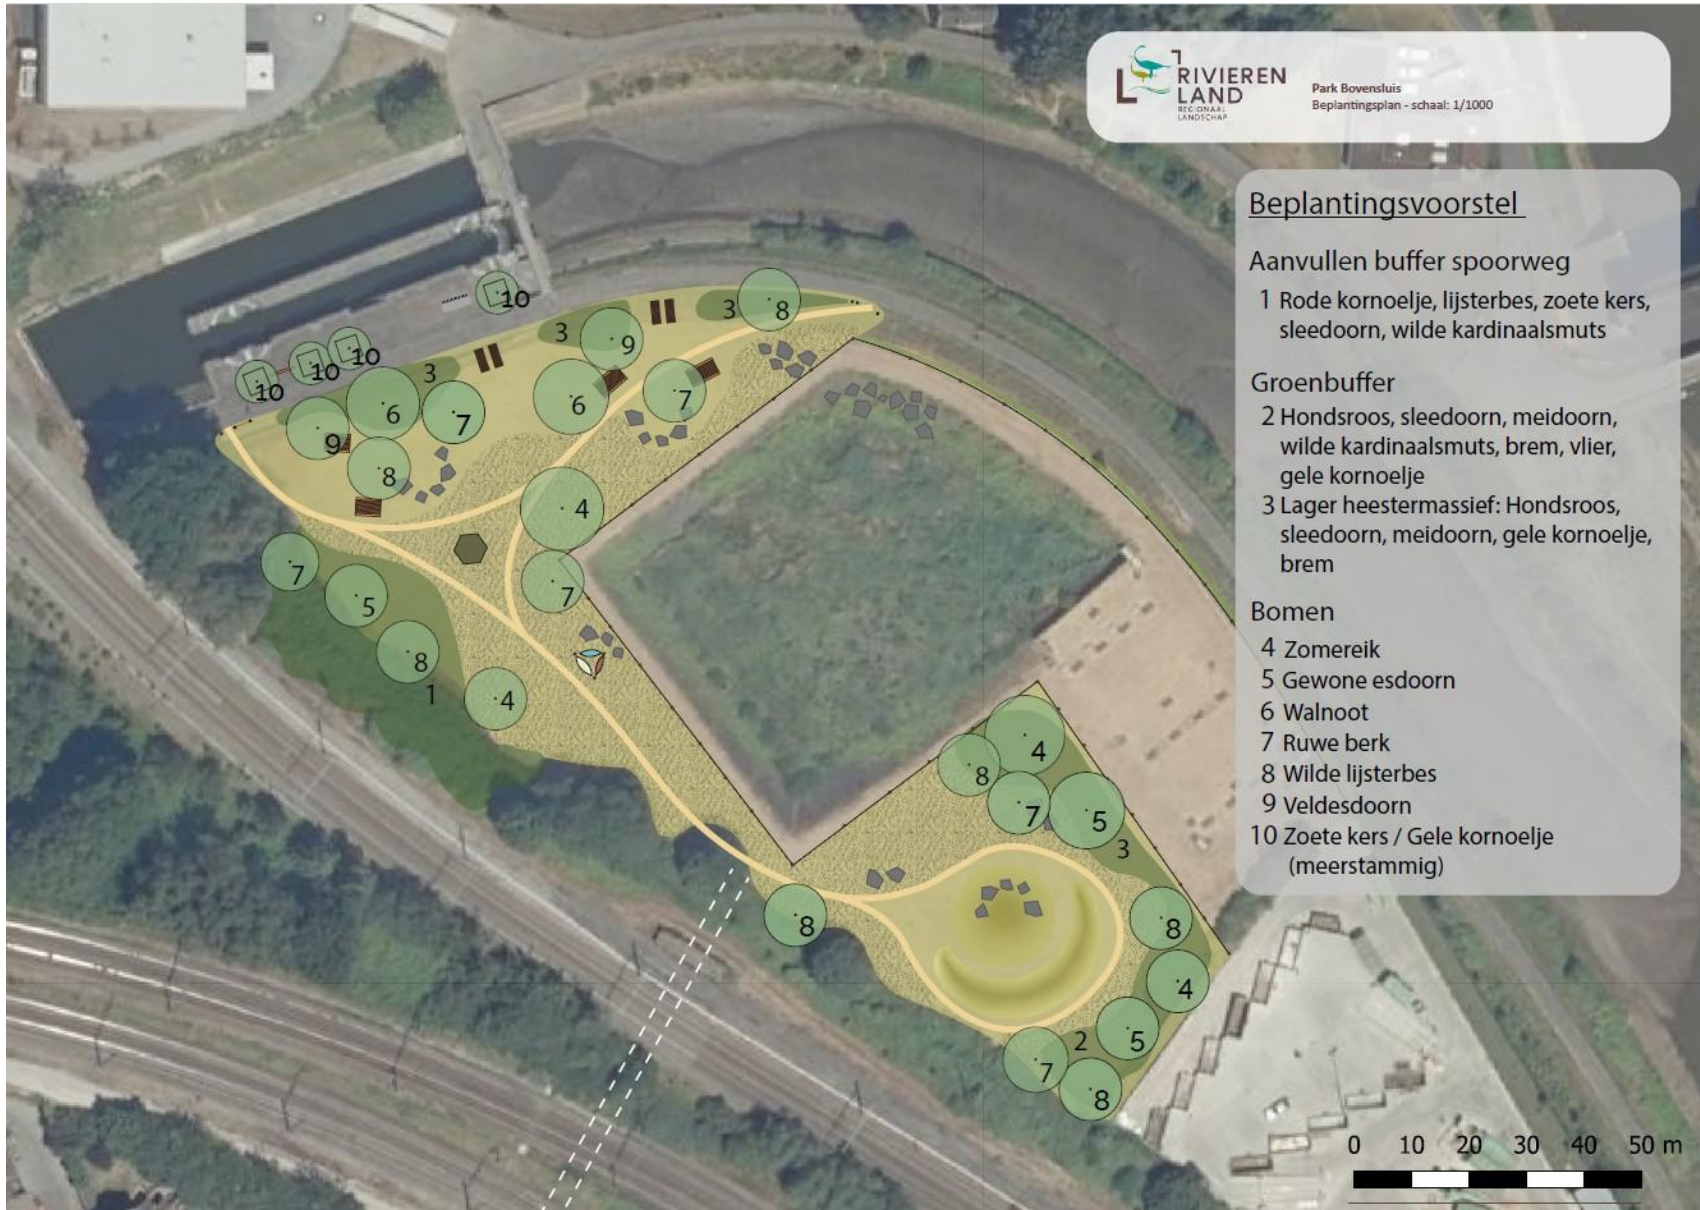 RIVIEREN
LAND
REGIONAAL
LANDSCHAP
Park Bovensluis
Beplantingsplan - schaal: 1/1000
Beplantingsvoorstel
Aanvullen buffer spoorweg
1 Rode kornoelje, lijsterbes, zoete kers,
sleedoorn, wilde kardinaalsmuts
Groenbuffer
2 Hondsroos, sleedoorn, meidoorn,
wilde kardinaalsmuts, brem, vlier,
gele kornoelje
3 Lager heestermassief: Hondsroos,
sleedoorn, meidoorn, gele kornoelje,
brem
Bomen
4 Zomereik
5 Gewone esdoorn
6 Walnoot
7 Ruwe berk
8 Wilde lijsterbes
9 Veldesdoorn
10 Zoete kers / Gele kornoelje
(meerstammig)
10
3
8
3
9
10
10
10
3
6
7
6
7
9
8
4
7
7
5
8
1
4
4
8
7
5
3
8
8
4
5
2
7
8
0 10 20 30 40 50 m